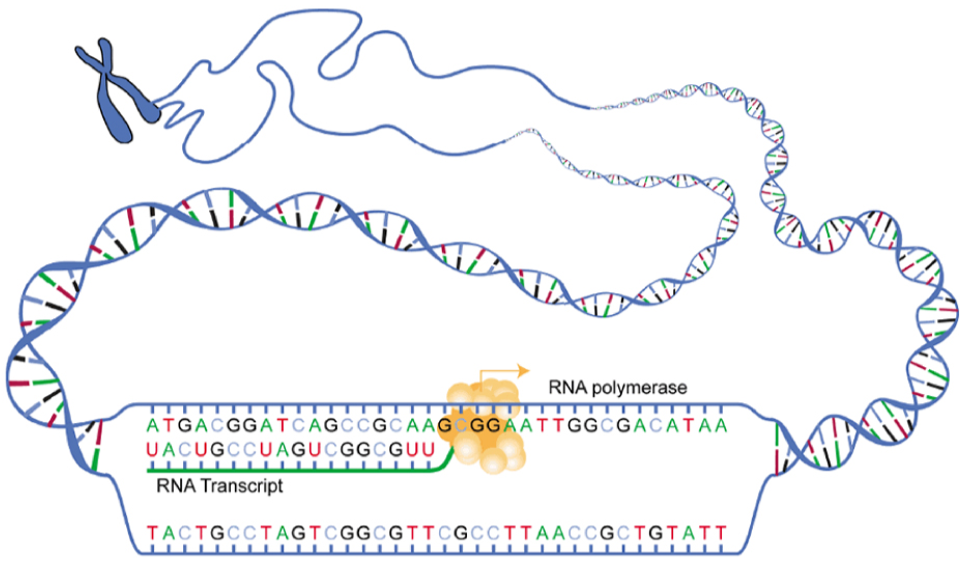 RNA polymerase
ATGACGGATCAGCCGCAAGCGGAATTGGCGACATAA
UACUGCCUAGUCGGCGUU
RNA Transcript
TACTGCCTAGTCGGCGTTCGCCTTAACCGCTGTATT